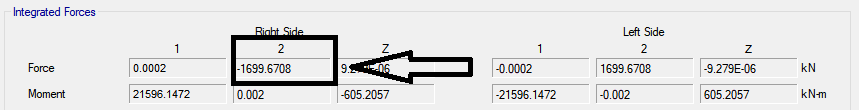 Integrated Forces
Right Side Left Side
1 2 Z 1 2 Z
Force 0.0002 -1699.6708 -0.0002 1699.6708 -9.279E-06 kN
Moment 21596.1472 0.002 -605.2057 -21596.1472 -0.002 605.2057 kN-m